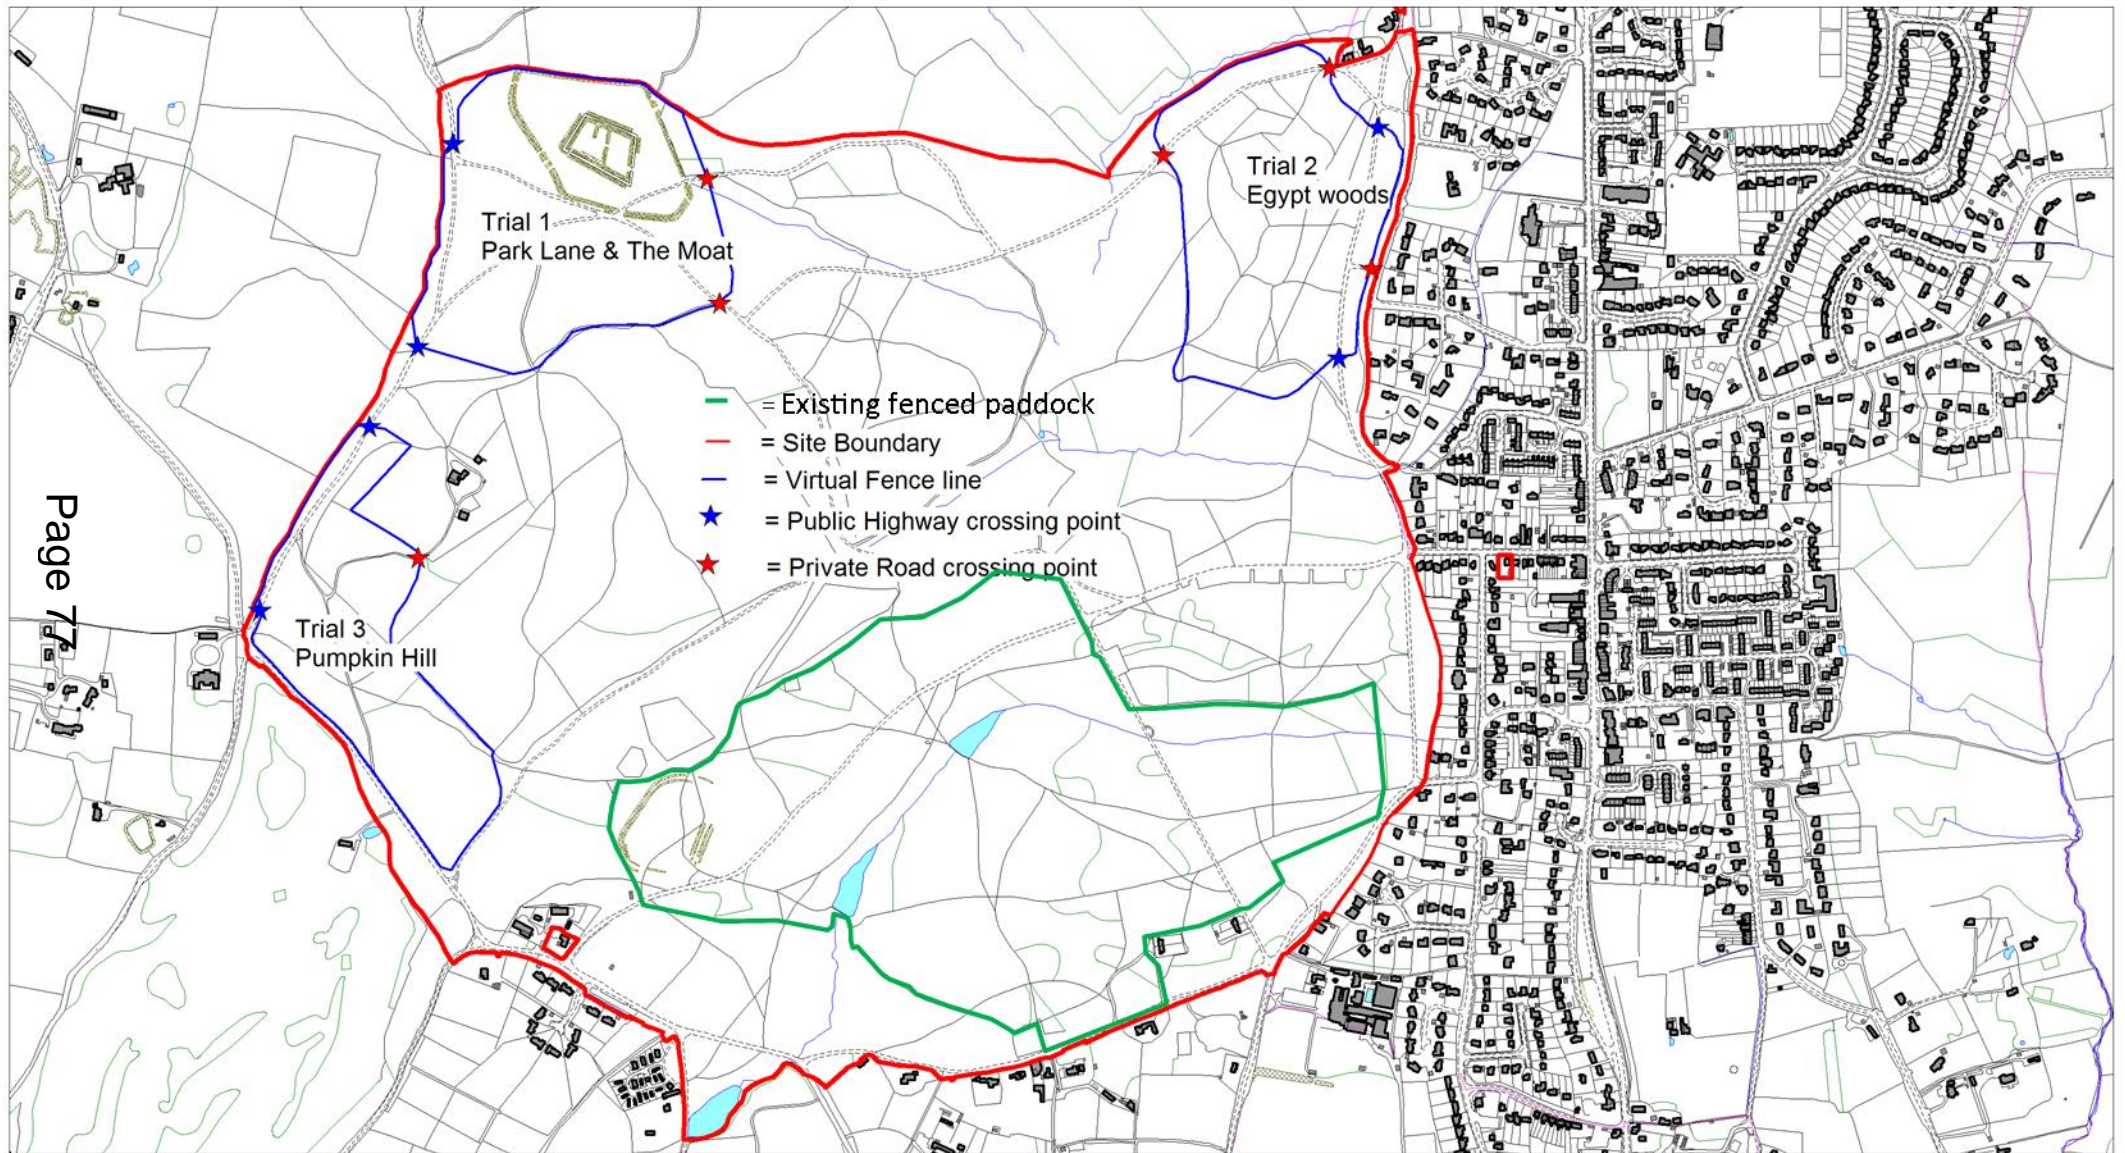 Trial 1
Park Lane & The Moat
Trial 2
Egypt woods
= Existing fenced paddock
= Site Boundary
= Virtual Fence line
= Public Highway crossing point
= Private Road crossing point
Trial 3
Pumpkin Hill
Page 77